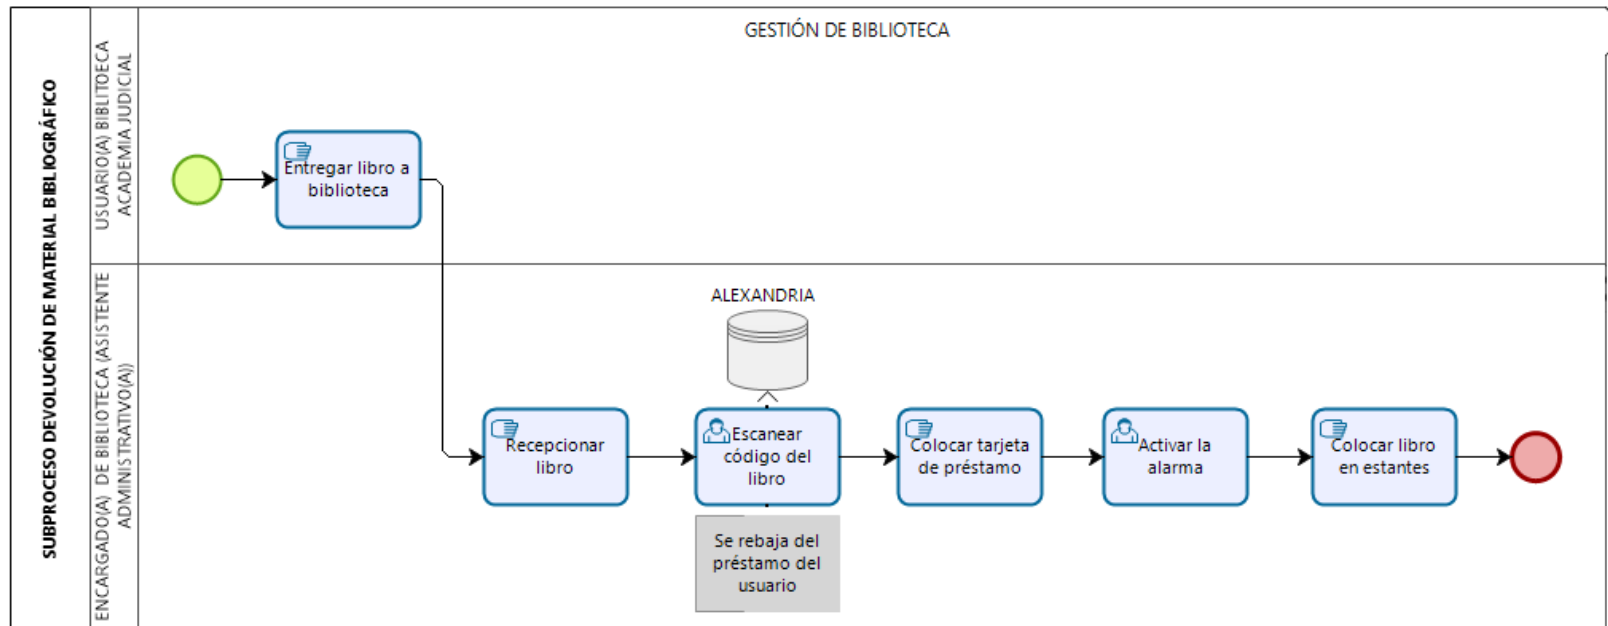 GESTIÓN DE BIBLIOTECA
SUBPROCESO DEVOLUCIÓN DE MATERIAL BIBLIOGRÁFICO
USUARIO(A) BIBLITOECA
ACADEMIA JUDICIAL
Entregar libro a
biblioteca
ENCARGADO(A) DE BIBLIOTECA (ASISTENTE
ADMINISTRATIVO(A))
ALEXANDRIA
Recepcionar
libro
Escanear
código del
libro
Colocar tarjeta
de préstamo
Activar la
alarma
Colocar libro
en estantes
Se rebaja del
préstamo del
usuario